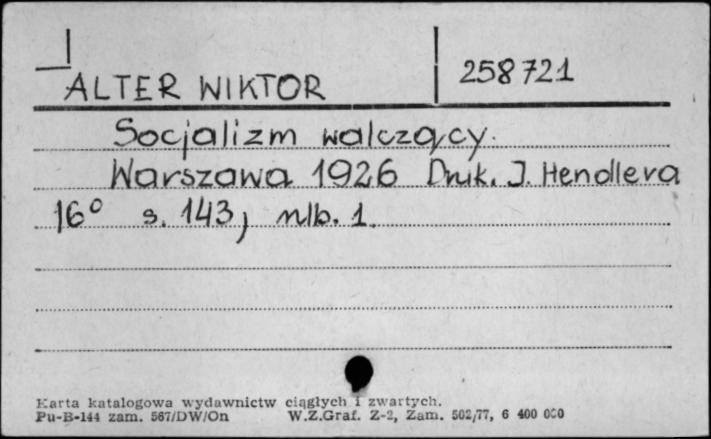 ALTER WIKTOR 258721
Socjalizm walczący.
Warszawa 1926 Druk. J. Hendlera
16° s. 143, nlb. 1.
Karta katalogowa wydawnictw ciągłych i zwartych.
Pu-B-144 zam. 567/DW/On W.Z.Graf. Z-2, Zam. 502/77, 6 400 000